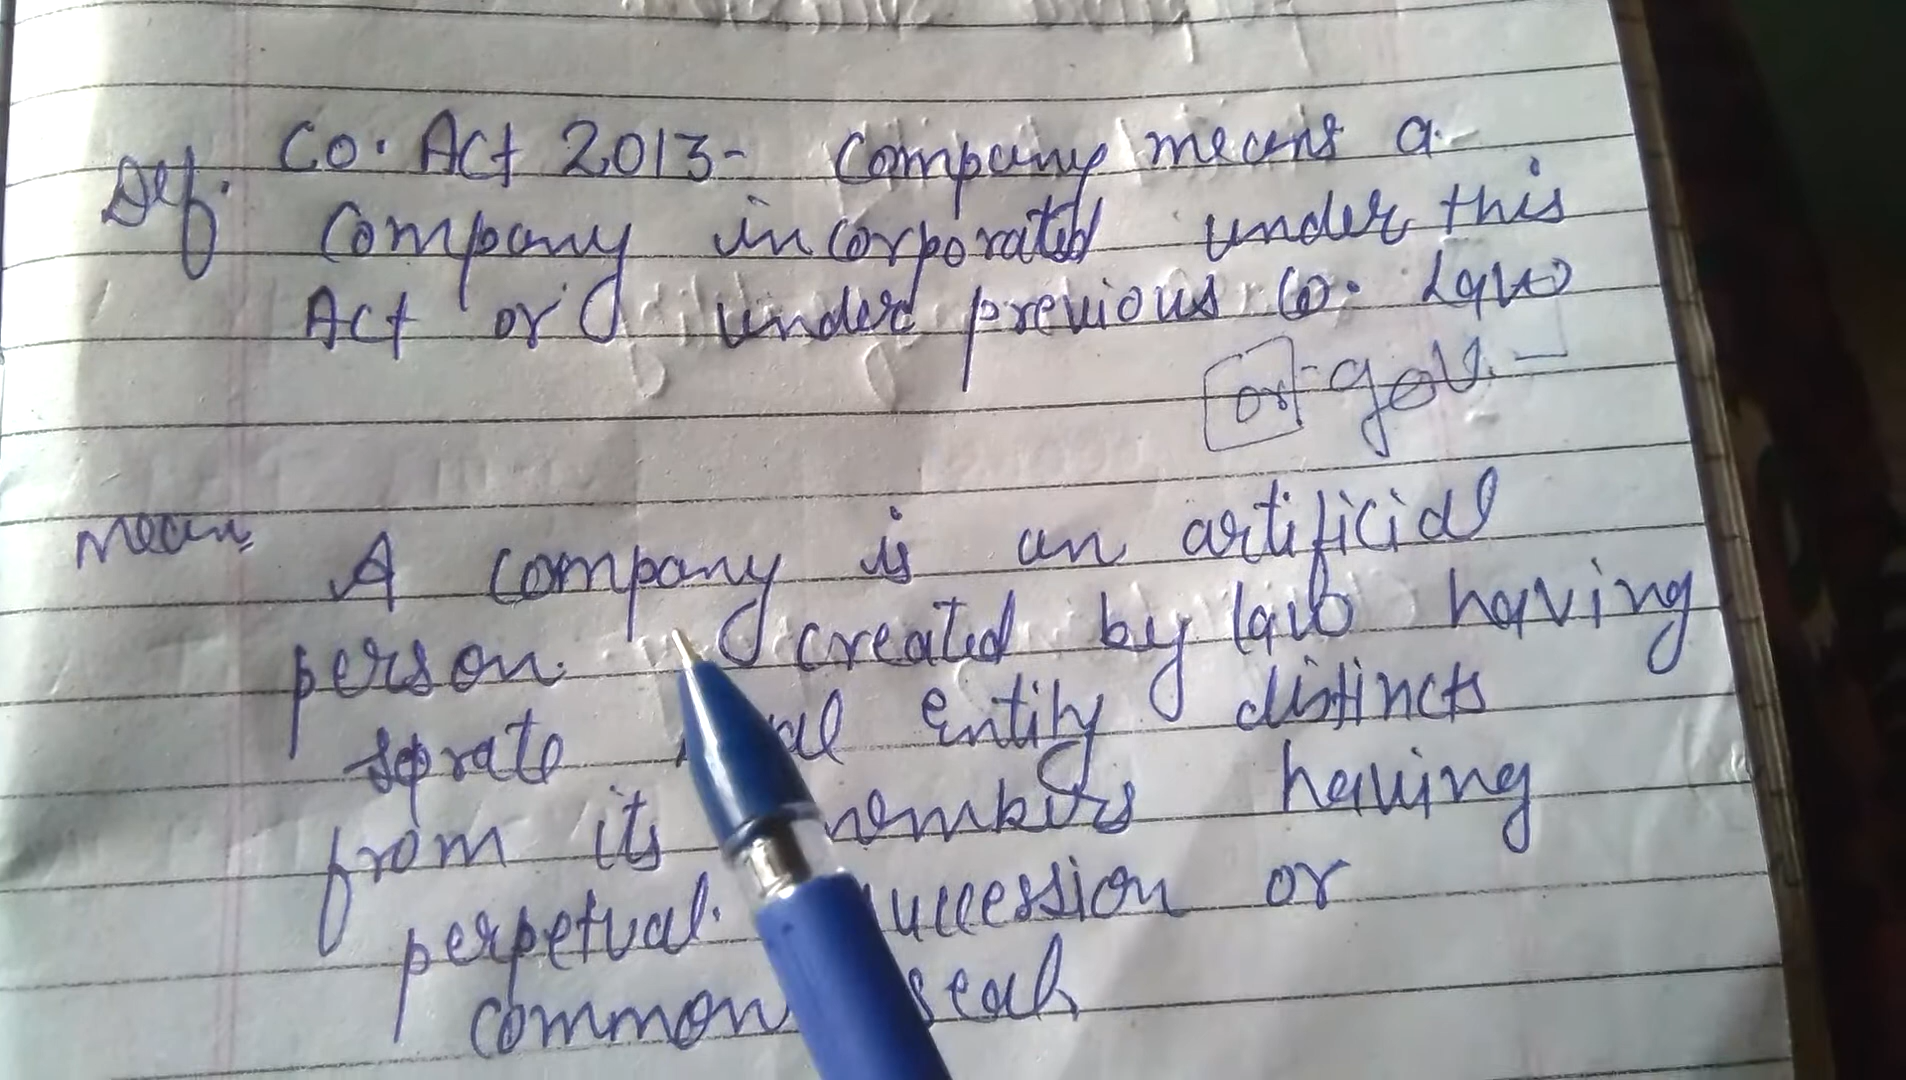 Def. Co. Act 2013- Company means a-
Company incorporated under this
Act or under previous Co. Law
or gov.-
Mean, A company is an artificial
person. created by law having
seprate entity distincts
from its members having
perpetual. succession or
common seal